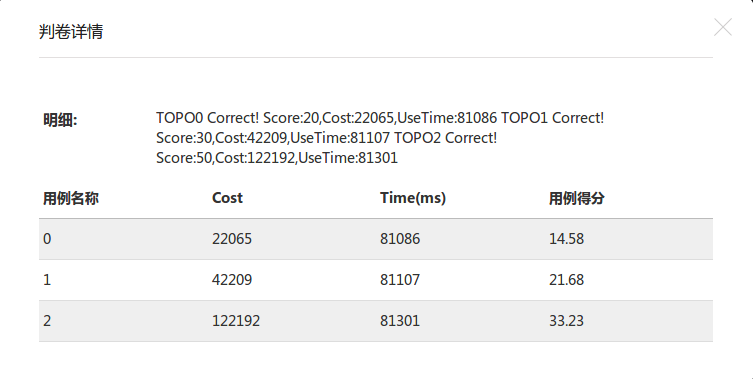 判卷详情
明细: TOPO0 Correct! Score:20,Cost:22065,UseTime:81086 TOPO1 Correct!
Score:30,Cost:42209,UseTime:81107 TOPO2 Correct!
Score:50,Cost:122192,UseTime:81301
用例名称 Cost Time(ms) 用例得分
0 22065 81086 14.58
1 42209 81107 21.68
2 122192 81301 33.23